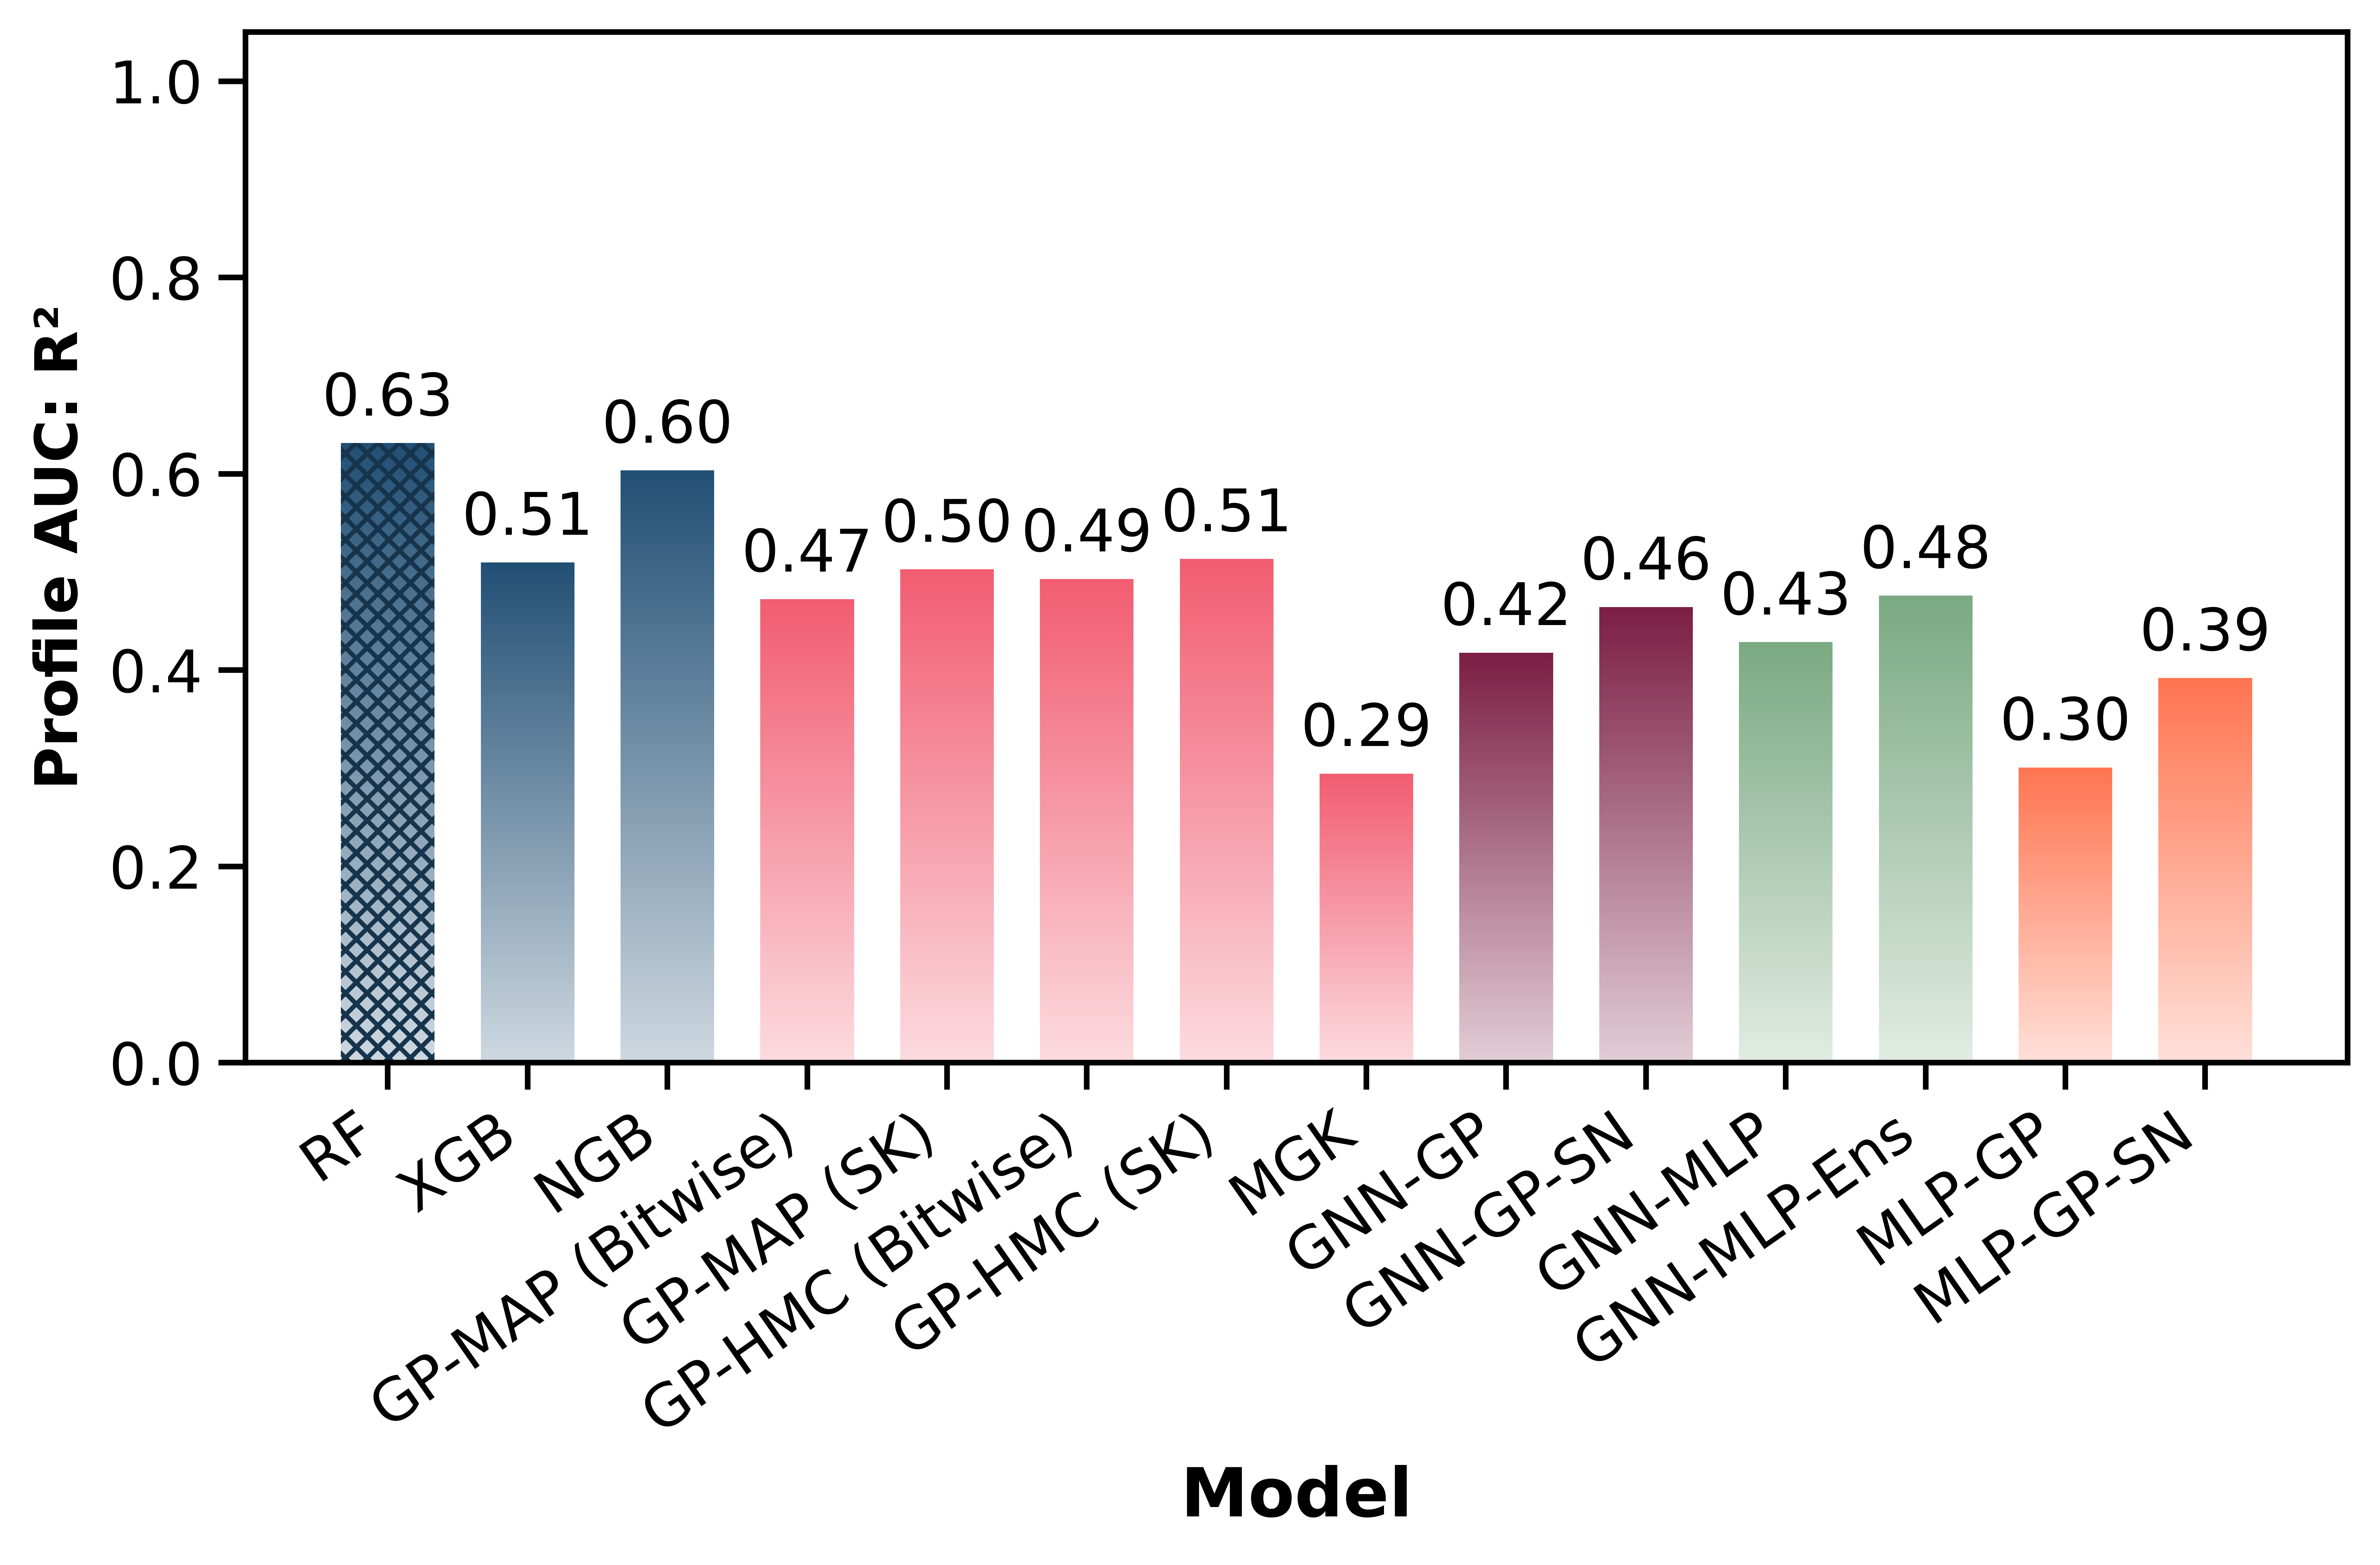 Profile AUC: R²
1.0
0.8
0.6
0.4
0.2
0.0
0.63
0.51
0.60
0.47
0.50
0.49
0.51
0.29
0.42
0.46
0.43
0.48
0.30
0.39
RF
XGB
NGB
GP-MAP (Bitwise)
GP-MAP (SK)
GP-HMC (Bitwise)
GP-HMC (SK)
MGK
GNN-GP
GNN-GP-SN
GNN-MLP
GNN-MLP-Ens
MLP-GP
MLP-GP-SN
Model